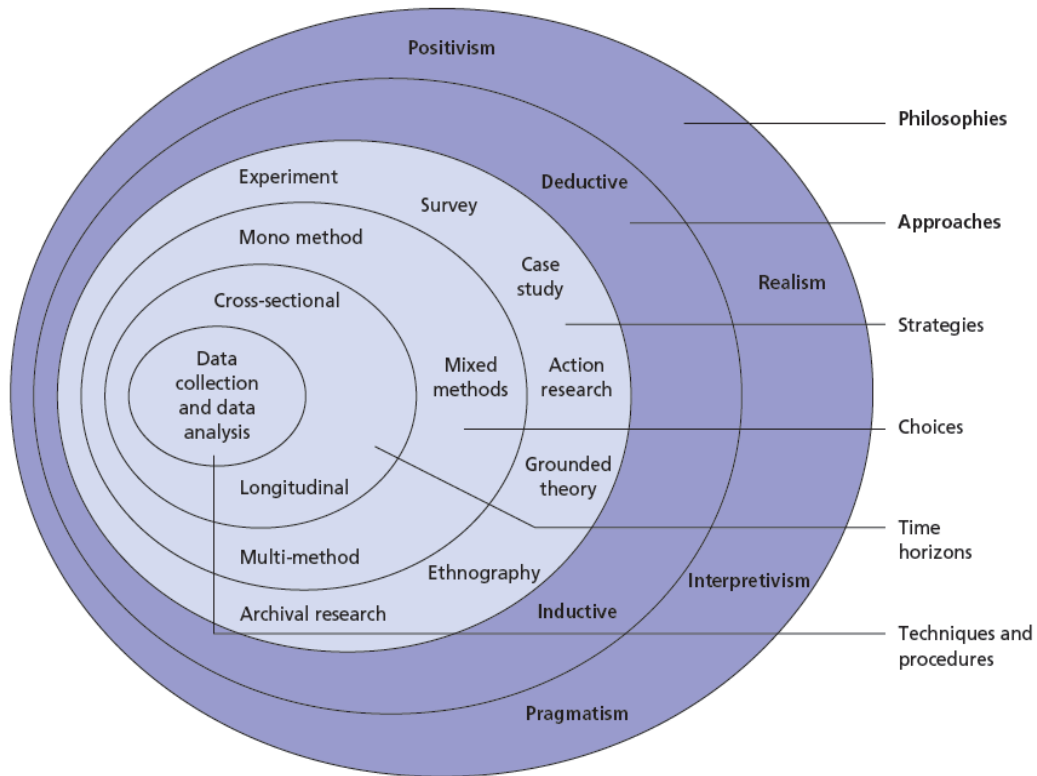 Positivism
Philosophies
Experiment
Deductive
Survey
Approaches
Mono method
Case
study
Realism
Cross-sectional
Strategies
Data
collection
and data
analysis
Mixed
methods
Action
research
Choices
Grounded
theory
Longitudinal
Time
horizons
Multi-method
Ethnography
Interpretivism
Archival research
Inductive
Techniques and
procedures
Pragmatism